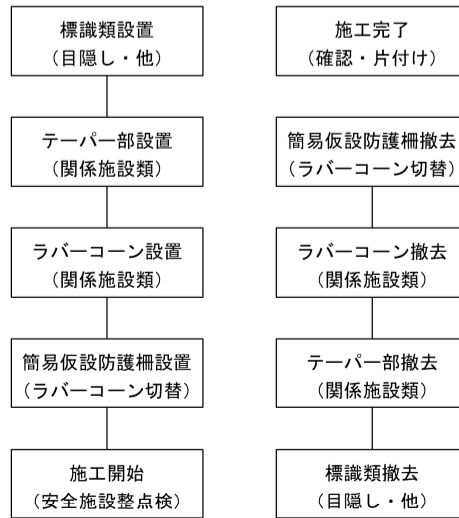 標識類設置
(目隠し・他)
テーパー部設置
(関係施設類)
ラバーコーン設置
(関係施設類)
簡易仮設防護柵設置
(ラバーコーン切替)
施工開始
(安全施設整点検)
施工完了
(確認・片付け)
簡易仮設防護柵撤去
(ラバーコーン切替)
ラバーコーン撤去
(関係施設類)
テーパー部撤去
(関係施設類)
標識類撤去
(目隠し・他)